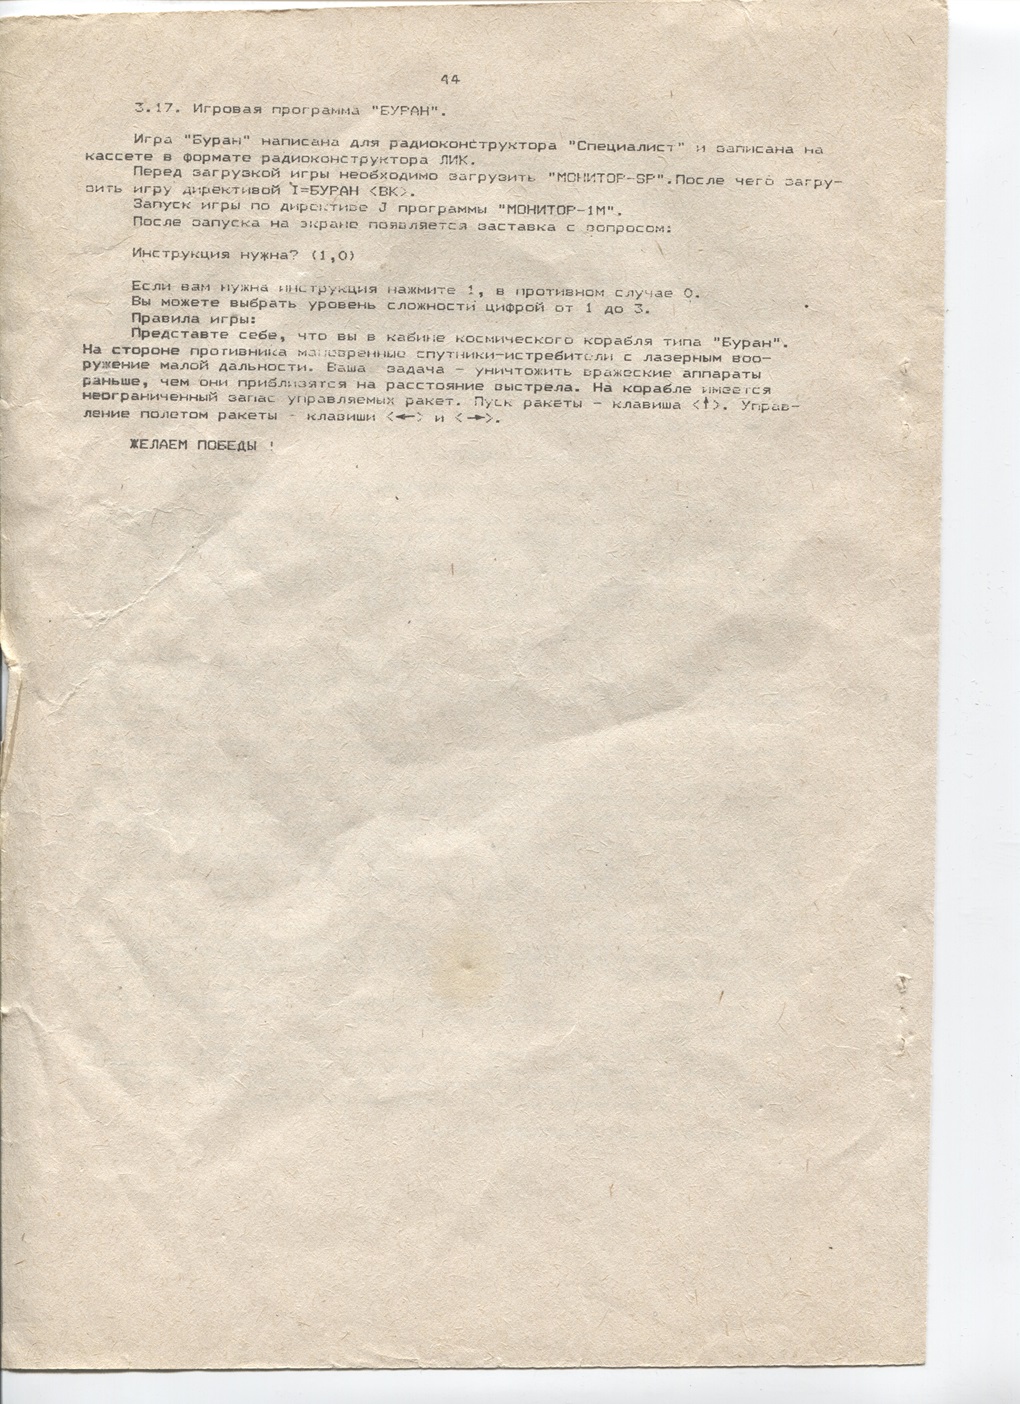 44
3.17. Игровая программа "БУРАН".
Игра "Буран" написана для радиоконструктора "Специалист" и записана на
кассете в формате радиоконструктора ЛИК.
Перед загрузкой игры необходимо загрузить "МОНИТОР-SP".После чего загру-
зить игру директивой I=БУРАН <ВК>.
Запуск игры по директиве J программы "МОНИТОР-1М".
После запуска на экране появляется заставка с вопросом:
Инструкция нужна? (1,0)
Если вам нужна инструкция нажмите 1, в противном случае 0.
Вы можете выбрать уровень сложности цифрой от 1 до 3.
Правила игры:
Представте себе, что вы в кабине космического корабля типа "Буран".
На стороне противника маневренные спутники-истребители с лазерным воо-
ружение малой дальности. Ваша задача - уничтожить вражеские аппараты
раньше, чем они приблизятся на расстояние выстрела. На корабле имеется
неограниченный запас управляемых ракет. Пуск ракеты - клавиша <↑>. Управ-
ление полетом ракеты - клавиши <←> и <→>.
ЖЕЛАЕМ ПОБЕДЫ !